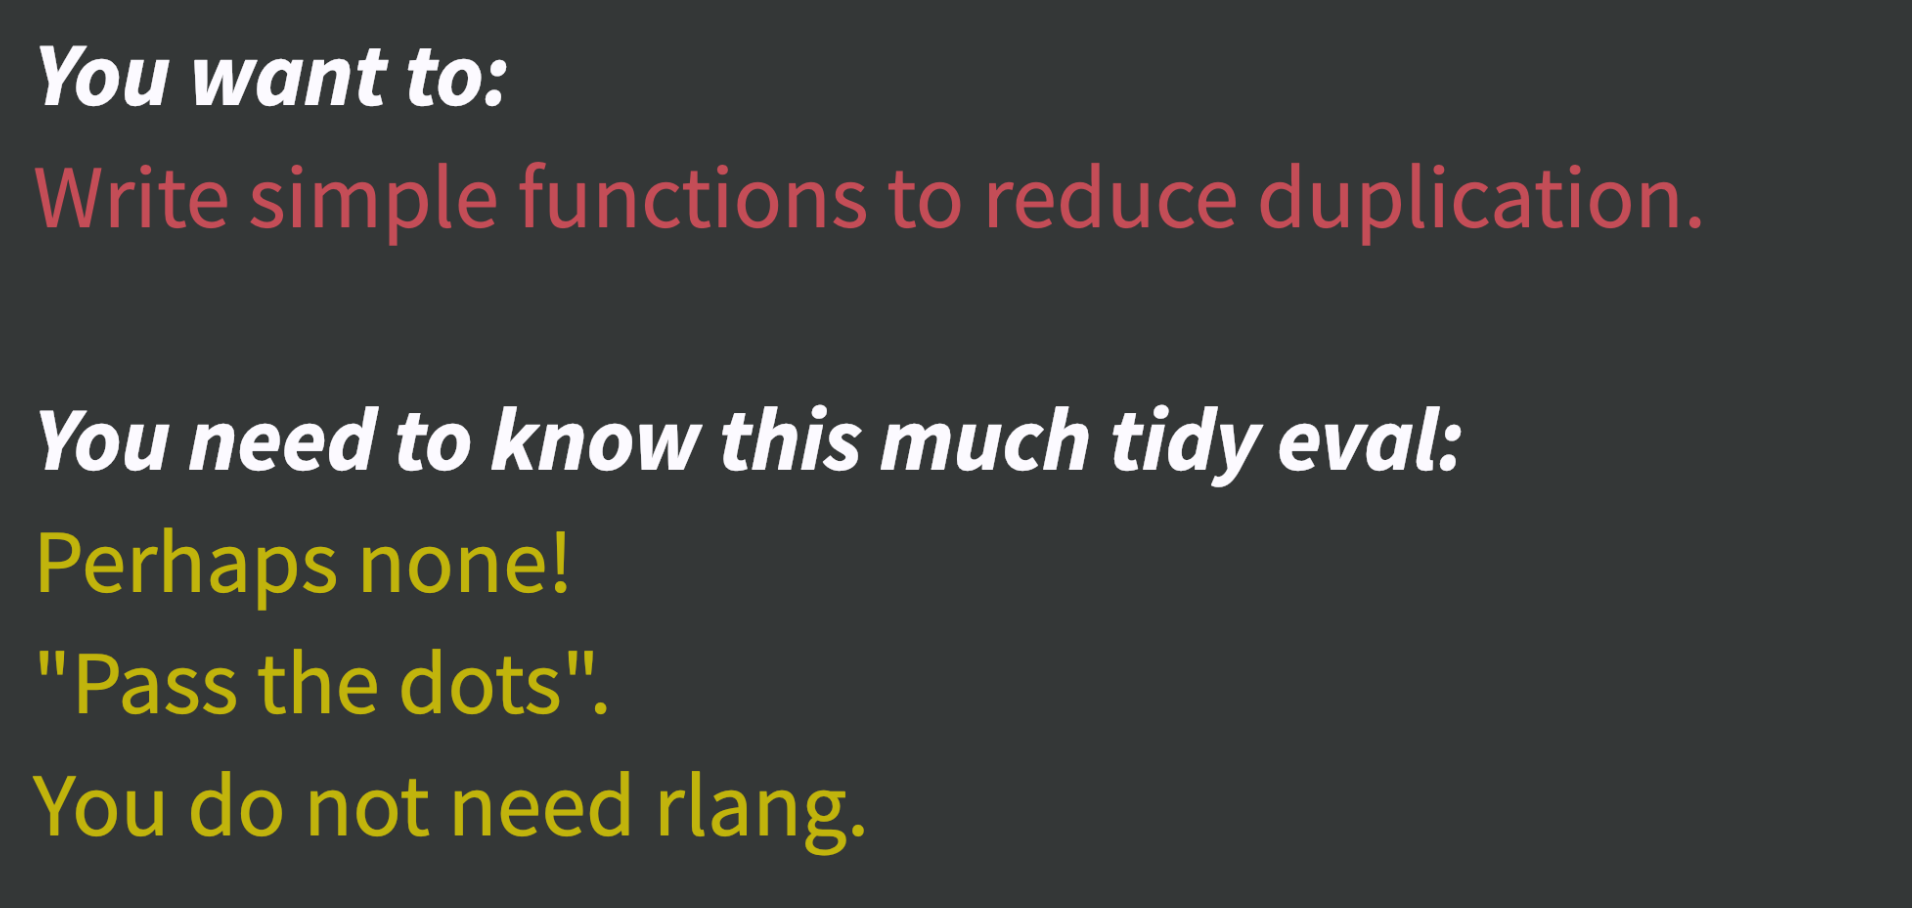 You want to:
Write simple functions to reduce duplication.
You need to know this much tidy eval:
Perhaps none!
"Pass the dots".
You do not need rlang.